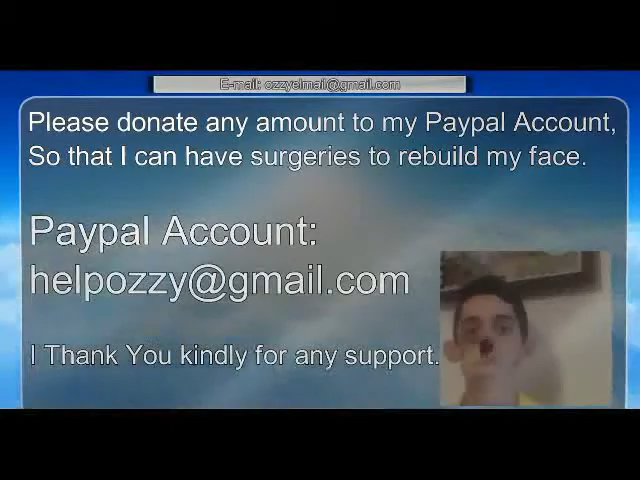 E-mail: ozzyelmail@gmail.com
Please donate any amount to my Paypal Account,
So that I can have surgeries to rebuild my face.
Paypal Account:
helpozzy@gmail.com
I Thank You kindly for any support.